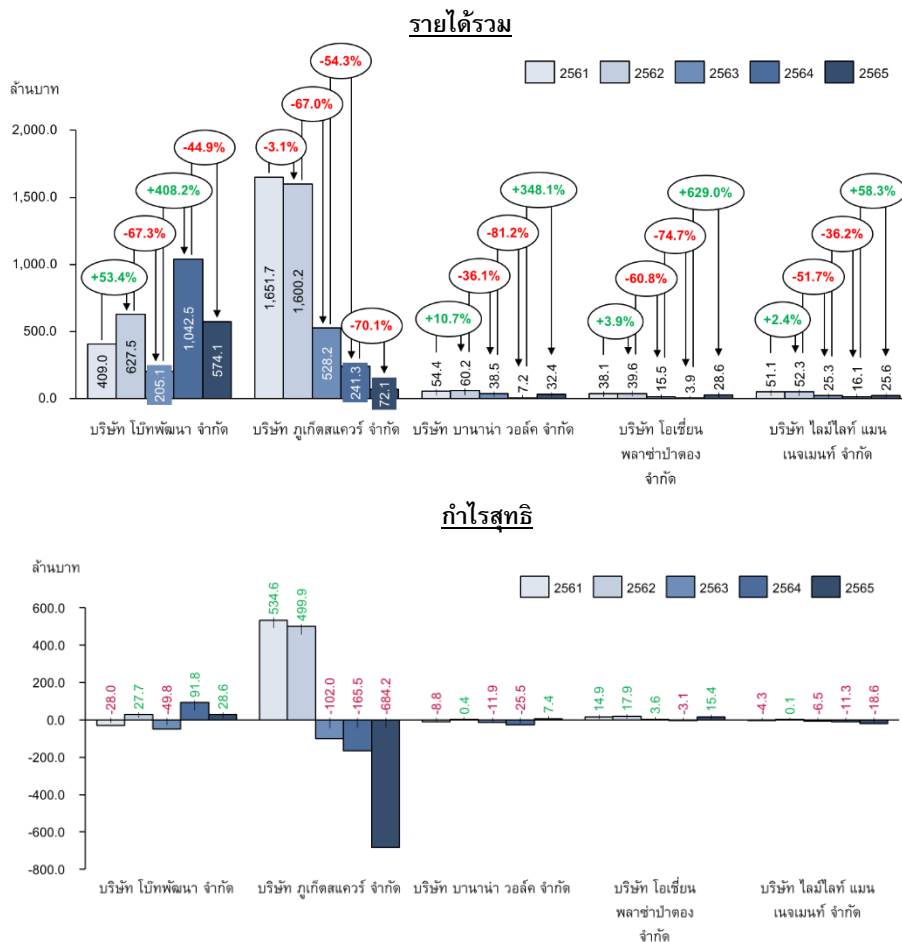 รายได้รวม
ล้านบาท
2561 2562 2563 2564 2565
-54.3%
-67.0%
-44.9%
-3.1%
+408.2%
+348.1%
+629.0%
+58.3%
-67.3%
-81.2%
-74.7%
-36.2%
+53.4%
-36.1%
-60.8%
-51.7%
-70.1%
+10.7%
+3.9%
+2.4%
2,000.0
1,500.0
1,000.0
500.0
0.0
409.0 627.5 205.1 1,042.5 574.1
1,651.7 1,600.2 528.2 241.3 72.1
54.4 60.2 38.5 7.2 32.4
38.1 39.6 15.5 3.9 28.6
51.1 52.3 25.3 16.1 25.6
บริษัท โบ๊ทพัฒนา จำกัด
บริษัท ภูเก็ตสแควร์ จำกัด
บริษัท บานาน่า วอล์ค จำกัด
บริษัท โอเชี่ยน
พลาซ่าป่าตอง
จำกัด
บริษัท ไลม์ไลท์ แมน
เนจเมนท์ จำกัด
กำไรสุทธิ
ล้านบาท
2561 2562 2563 2564 2565
600.0
400.0
200.0
0.0
-200.0
-400.0
-600.0
-800.0
-28.0 27.7 -49.8 91.8 28.6
534.6 499.9 -102.0 -165.5 -684.2
-8.8 0.4 -11.9 -25.5 7.4
14.9 17.9 3.6 -3.1 15.4
-4.3 0.1 -6.5 -11.3 -18.6
บริษัท โบ๊ทพัฒนา จำกัด
บริษัท ภูเก็ตสแควร์ จำกัด
บริษัท บานาน่า วอล์ค จำกัด
บริษัท โอเชี่ยน
พลาซ่าป่าตอง
จำกัด
บริษัท ไลม์ไลท์ แมน
เนจเมนท์ จำกัด